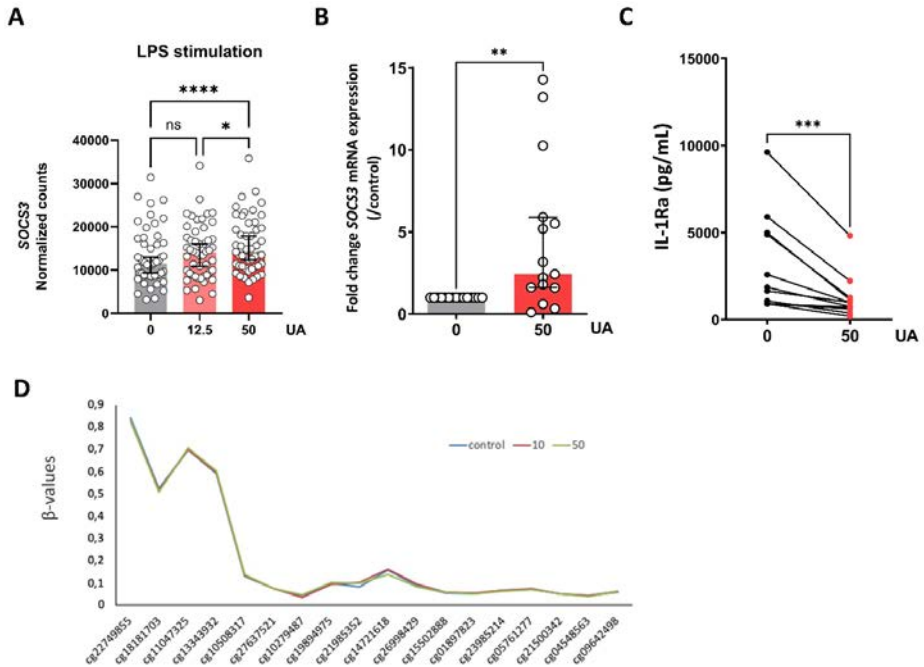 A
LPS stimulation
****
ns
*
SOCS3
Normalized counts
40000
30000
20000
10000
0
0
12.5
50
UA
B
**
Fold change SOCS3 mRNA expression
(/control)
15
10
5
0
0
50
UA
C
***
IL-1Ra (pg/mL)
15000
10000
5000
0
0
50
UA
D
β-values
0,9
0,8
0,7
0,6
0,5
0,4
0,3
0,2
0,1
0
control
10
50
cg22749855
cg18181703
cg11047325
cg13343932
cg10508317
cg27637521
cg10279487
cg19894975
cg21985352
cg14721618
cg26998429
cg15502888
cg01897823
cg23985214
cg05761277
cg21500342
cg04548563
cg09642498